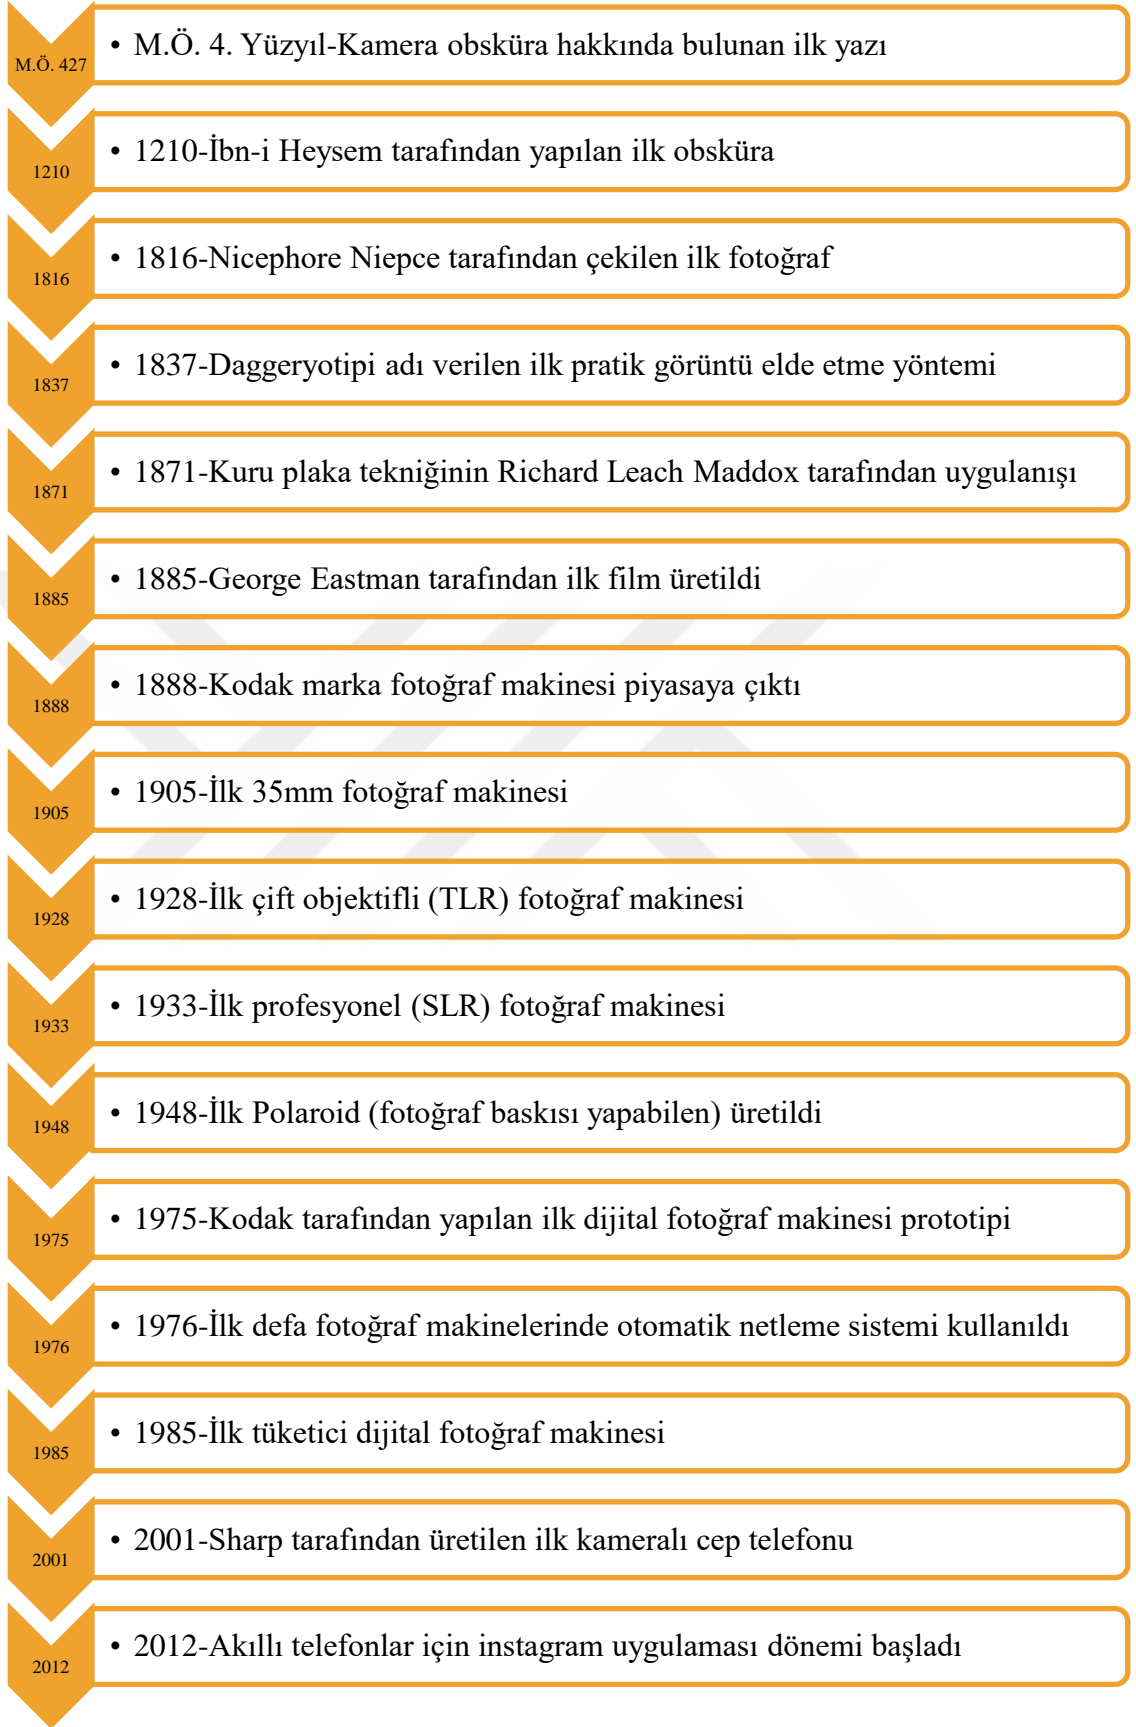 M.Ö. 427
• M.Ö. 4. Yüzyıl-Kamera obsküra hakkında bulunan ilk yazı
1210
• 1210-İbn-i Heysem tarafından yapılan ilk obsküra
1816
• 1816-Nicephore Niepce tarafından çekilen ilk fotoğraf
1837
• 1837-Daggeryotipi adı verilen ilk pratik görüntü elde etme yöntemi
1871
• 1871-Kuru plaka tekniğinin Richard Leach Maddox tarafından uygulanışı
1885
• 1885-George Eastman tarafından ilk film üretildi
1888
• 1888-Kodak marka fotoğraf makinesi piyasaya çıktı
1905
• 1905-İlk 35mm fotoğraf makinesi
1928
• 1928-İlk çift objektifli (TLR) fotoğraf makinesi
1933
• 1933-İlk profesyonel (SLR) fotoğraf makinesi
1948
• 1948-İlk Polaroid (fotoğraf baskısı yapabilen) üretildi
1975
• 1975-Kodak tarafından yapılan ilk dijital fotoğraf makinesi prototipi
1976
• 1976-İlk defa fotoğraf makinelerinde otomatik netleme sistemi kullanıldı
1985
• 1985-İlk tüketici dijital fotoğraf makinesi
2001
• 2001-Sharp tarafından üretilen ilk kameralı cep telefonu
2012
• 2012-Akıllı telefonlar için instagram uygulaması dönemi başladı